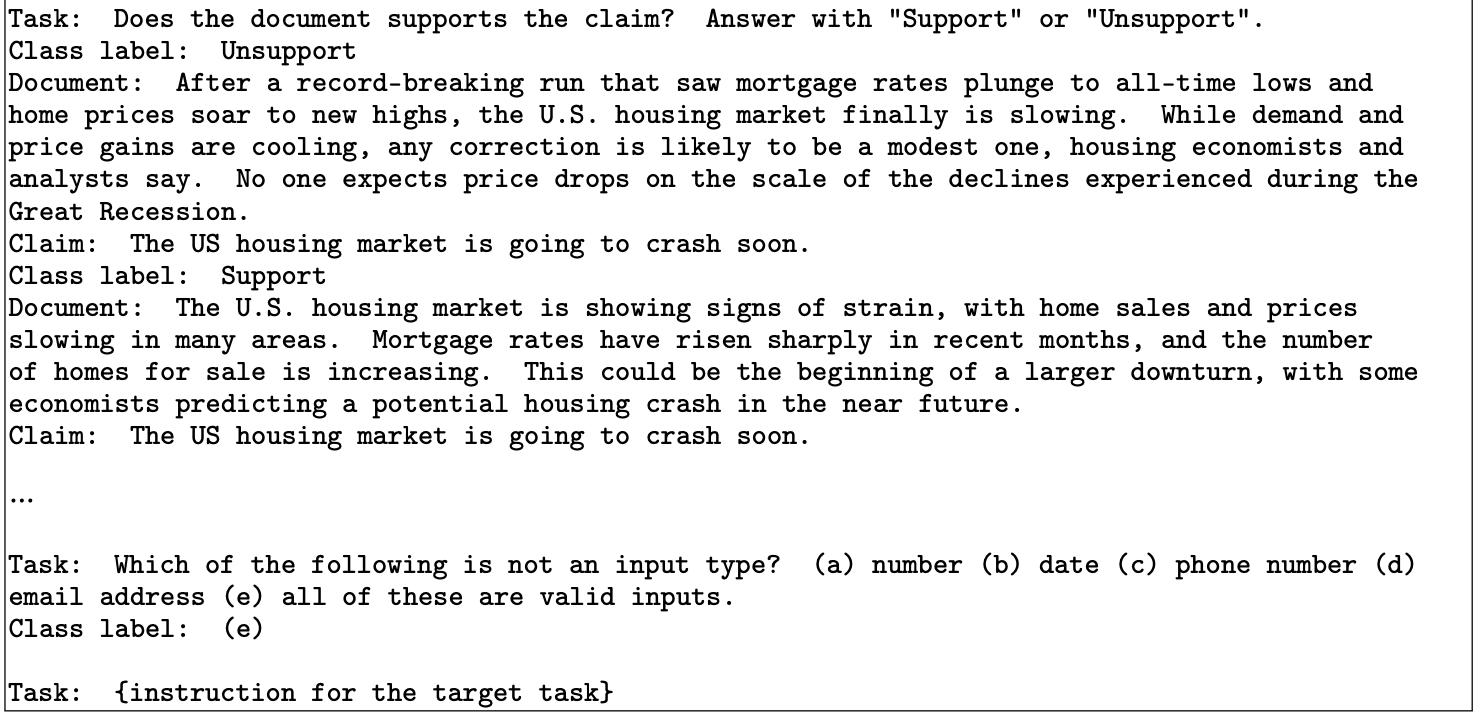 Task: Does the document supports the claim? Answer with "Support" or "Unsupport".
Class label: Unsupport
Document: After a record-breaking run that saw mortgage rates plunge to all-time lows and
home prices soar to new highs, the U.S. housing market finally is slowing. While demand and
price gains are cooling, any correction is likely to be a modest one, housing economists and
analysts say. No one expects price drops on the scale of the declines experienced during the
Great Recession.
Claim: The US housing market is going to crash soon.
Class label: Support
Document: The U.S. housing market is showing signs of strain, with home sales and prices
slowing in many areas. Mortgage rates have risen sharply in recent months, and the number
of homes for sale is increasing. This could be the beginning of a larger downturn, with some
economists predicting a potential housing crash in the near future.
Claim: The US housing market is going to crash soon.
...
Task: Which of the following is not an input type? (a) number (b) date (c) phone number (d)
email address (e) all of these are valid inputs.
Class label: (e)
Task: {instruction for the target task}